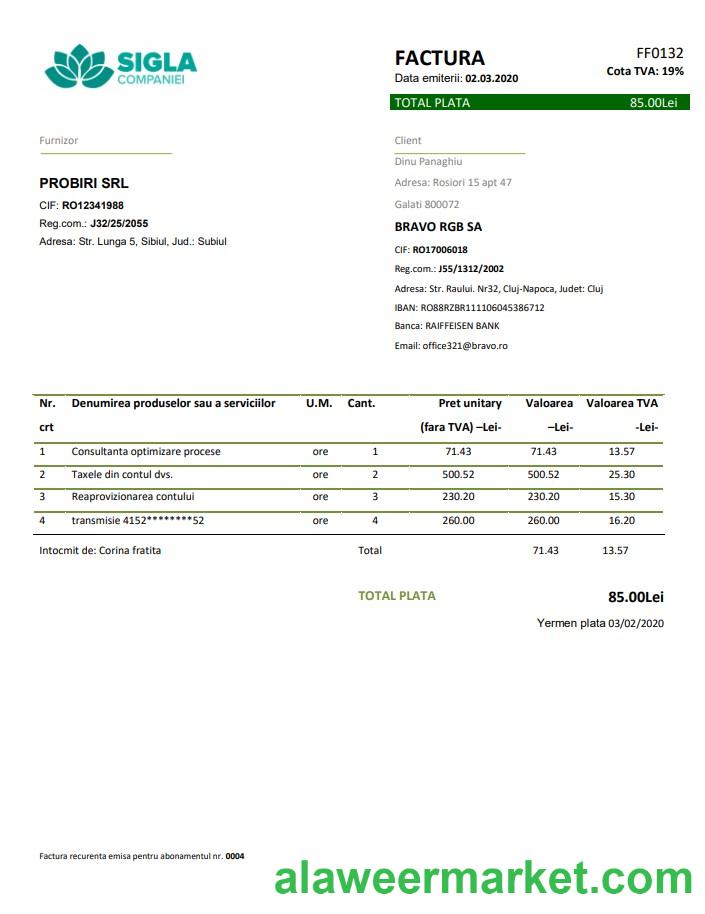 SIGLA
COMPANIEI
FACTURA
FF0132
Data emiterii: 02.03.2020
Cota TVA: 19%
TOTAL PLATA 85.00Lei
Furnizor
PROBIRI SRL
CIF: RO12341988
Reg.com.: J32/25/2055
Adresa: Str. Lunga 5, Sibiul, Jud.: Subiul
Client
Dinu Panaghiu
Adresa: Rosiori 15 apt 47
Galati 800072
BRAVO RGB SA
CIF: RO17006018
Reg.com.: J55/1312/2002
Adresa: Str. Raului. Nr32, Cluj-Napoca, Judet: Cluj
IBAN: RO88RZBR111106045386712
Banca: RAIFFEISEN BANK
Email: office321@bravo.ro
Nr. Denumirea produselor sau a serviciilor U.M. Cant. Pret unitary Valoarea Valoarea TVA
crt (fara TVA) –Lei- –Lei- -Lei-
1 Consultanta optimizare procese ore 1 71.43 71.43 13.57
2 Taxele din contul dvs. ore 2 500.52 500.52 25.30
3 Reaprovizionarea contului ore 3 230.20 230.20 15.30
4 transmisie 4152********52 ore 4 260.00 260.00 16.20
Intocmit de: Corina fratita Total 71.43 13.57
TOTAL PLATA 85.00Lei
Yermen plata 03/02/2020
Factura recurenta emisa pentru abonamentul nr. 0004
alaweermarket.com